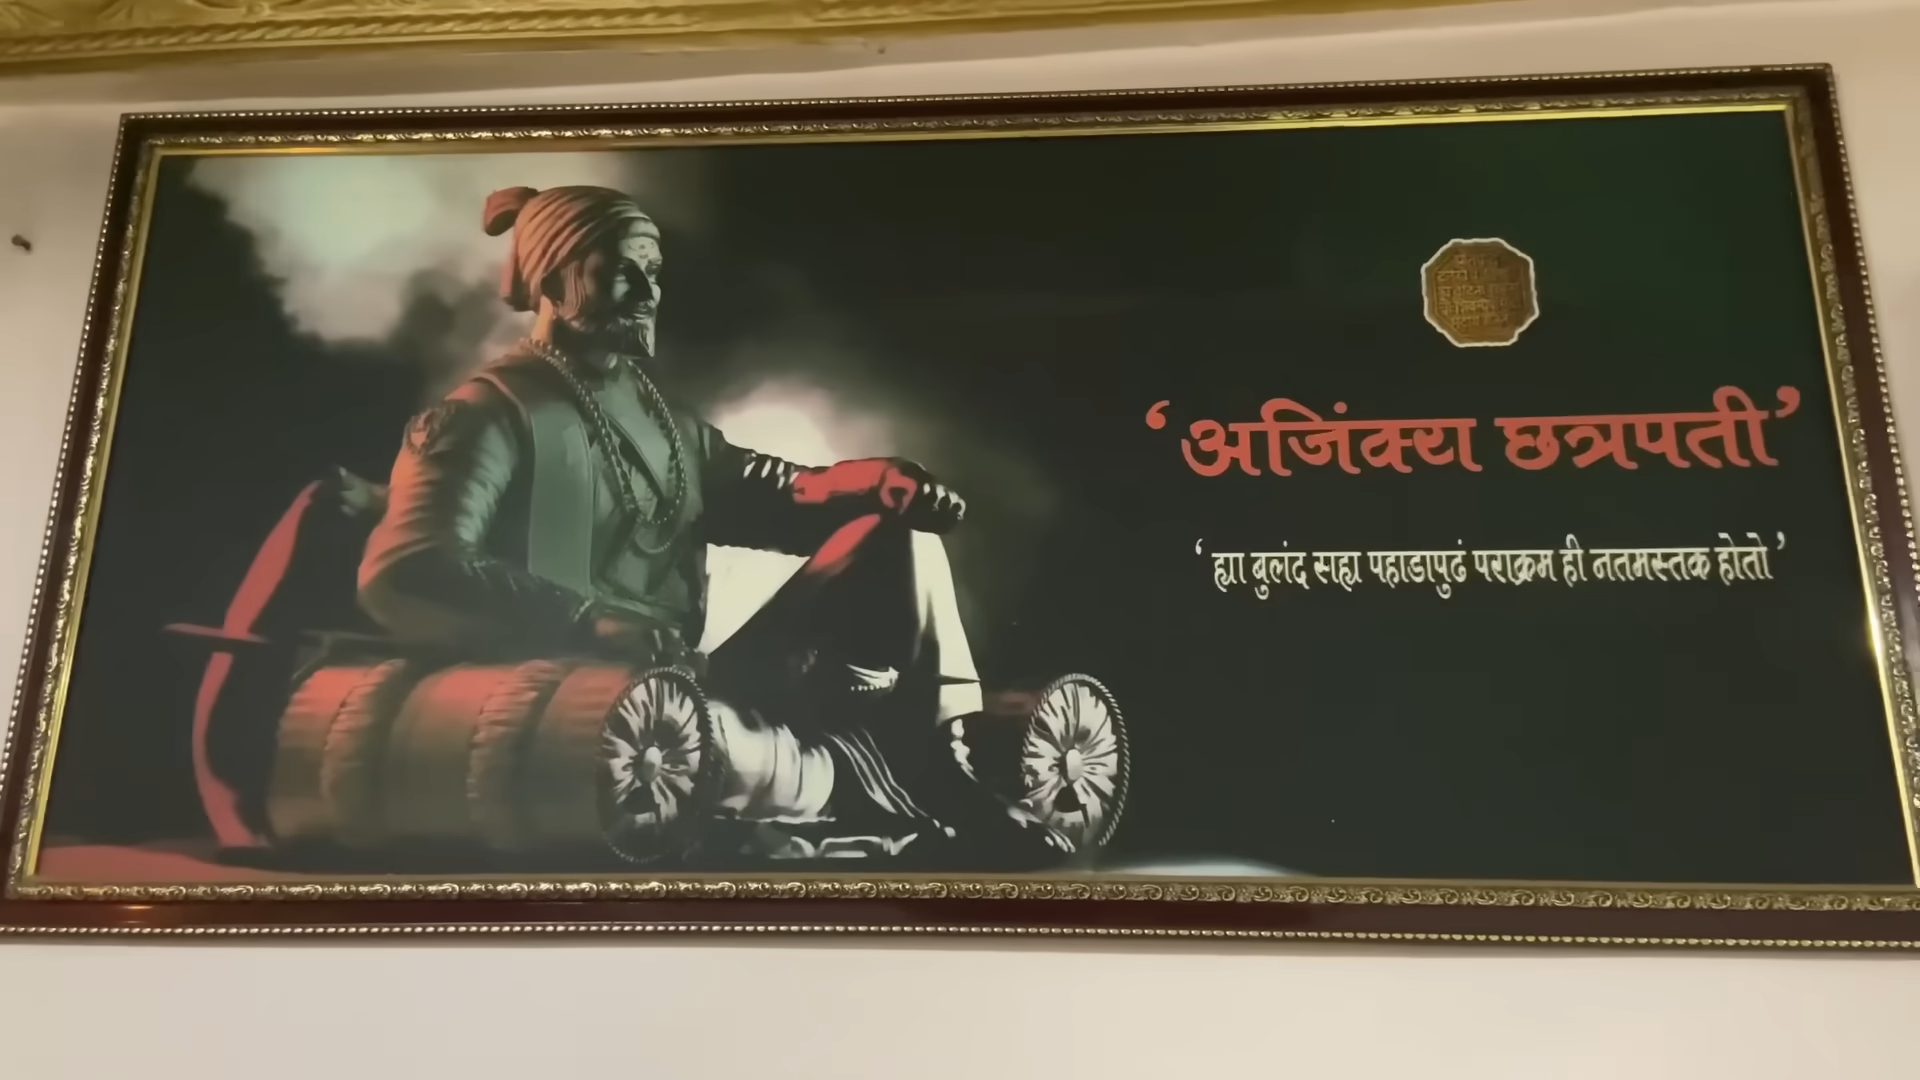 ‘अजिंक्य छत्रपती’
‘ह्या बुलंद सह्य पहाडापुढं पराक्रम ही नतमस्तक होतो’